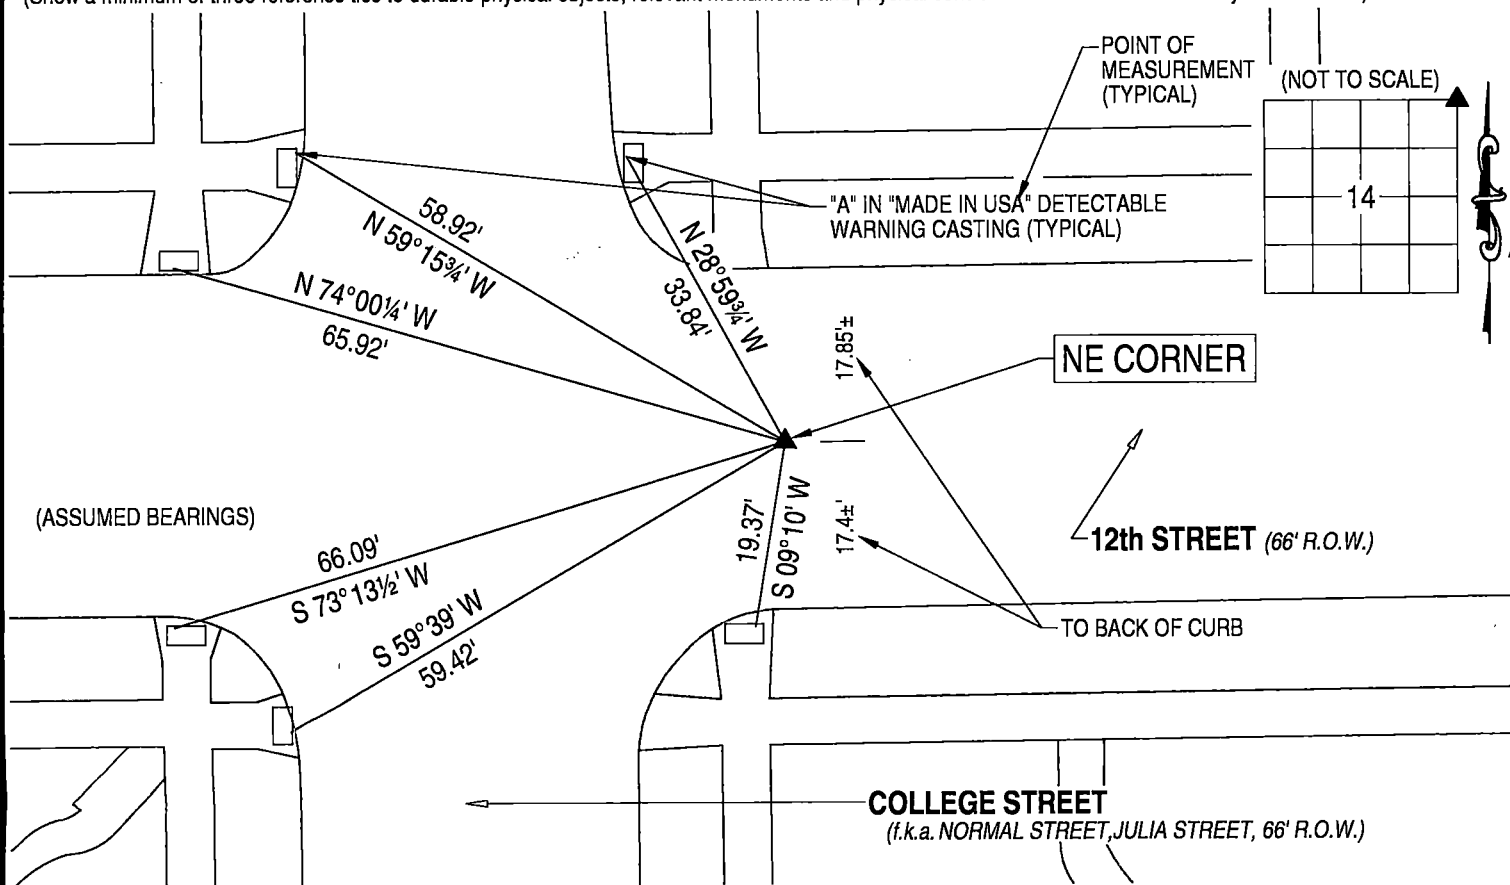 POINT OF
MEASUREMENT
(TYPICAL)
(NOT TO SCALE)
14
"A" IN "MADE IN USA" DETECTABLE
WARNING CASTING (TYPICAL)
58.92'
N 59°15¾' W
N 74°00¼' W
65.92'
N 28°59¾' W
33.84'
17.85'±
NE CORNER
(ASSUMED BEARINGS)
66.09'
S 73°13½' W
S 59°39' W
59.42'
19.37'
S 09°10' W
17.4±'
12th STREET (66' R.O.W.)
TO BACK OF CURB
COLLEGE STREET
(f.k.a. NORMAL STREET,JULIA STREET, 66' R.O.W.)